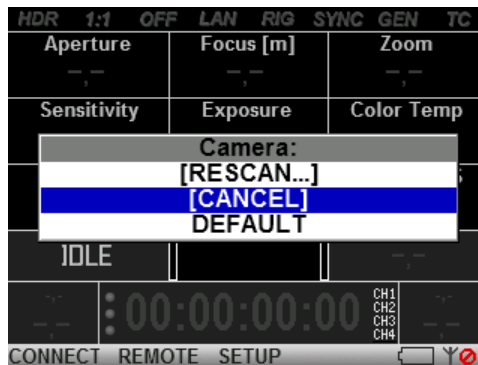 HDR 1:1 OFF LAN RIG SYNC GEN TC
Aperture Focus [m] Zoom
-,- -,- -,-
Sensitivity Exposure Color Temp
Camera:
[RESCAN...]
[CANCEL]
DEFAULT
IDLE -,-
-,- 00:00:00:00 CH1 -,-
CH2
-,- CH3 -,-
CH4
CONNECT REMOTE SETUP